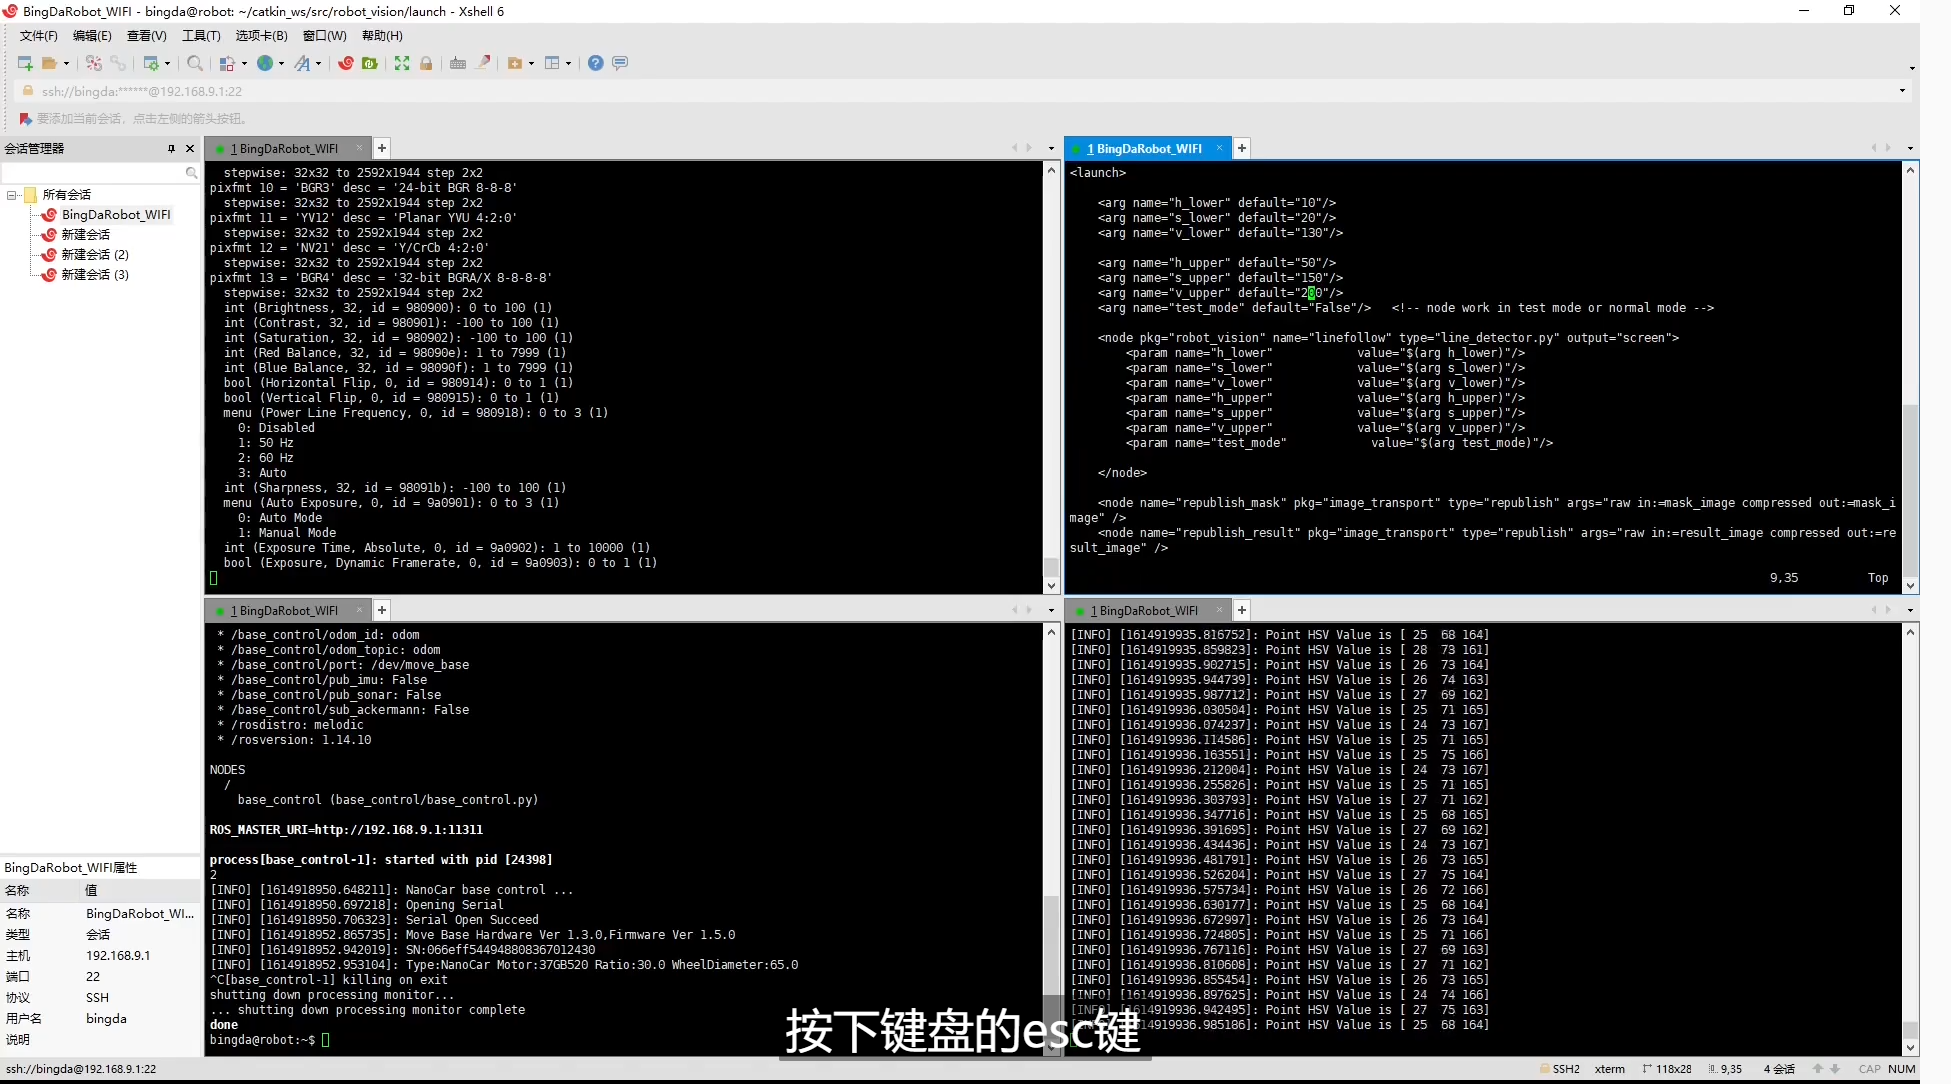 BingDaRobot_WIFI - bingda@robot: ~/catkin_ws/src/robot_vision/launch - Xshell 6
文件(F) 编辑(E) 查看(V) 工具(T) 选项卡(B) 窗口(W) 帮助(H)
ssh://bingda:******@192.168.9.1:22
要添加当前会话，点击左侧的箭头按钮。
会话管理器
所有会话
BingDaRobot_WIFI
新建会话
新建会话 (2)
新建会话 (3)
BingDaRobot_WIFI属性
名称 值
名称 BingDaRobot_WI...
类型 会话
主机 192.168.9.1
端口 22
协议 SSH
用户名 bingda
说明
1 BingDaRobot_WIFI
stepwise: 32x32 to 2592x1944 step 2x2
pixfmt 10 = 'BGR3' desc = '24-bit BGR 8-8-8'
stepwise: 32x32 to 2592x1944 step 2x2
pixfmt 11 = 'YV12' desc = 'Planar YVU 4:2:0'
stepwise: 32x32 to 2592x1944 step 2x2
pixfmt 12 = 'NV21' desc = 'Y/CrCb 4:2:0'
stepwise: 32x32 to 2592x1944 step 2x2
pixfmt 13 = 'BGR4' desc = '32-bit BGRA/X 8-8-8-8'
stepwise: 32x32 to 2592x1944 step 2x2
int (Brightness, 32, id = 980900): 0 to 100 (1)
int (Contrast, 32, id = 980901): -100 to 100 (1)
int (Saturation, 32, id = 980902): -100 to 100 (1)
int (Red Balance, 32, id = 98090e): 1 to 7999 (1)
int (Blue Balance, 32, id = 98090f): 1 to 7999 (1)
bool (Horizontal Flip, 0, id = 980914): 0 to 1 (1)
bool (Vertical Flip, 0, id = 980915): 0 to 1 (1)
menu (Power Line Frequency, 0, id = 980918): 0 to 3 (1)
0: Disabled
1: 50 Hz
2: 60 Hz
3: Auto
int (Sharpness, 32, id = 98091b): -100 to 100 (1)
menu (Auto Exposure, 0, id = 9a0901): 0 to 3 (1)
0: Auto Mode
1: Manual Mode
int (Exposure Time, Absolute, 0, id = 9a0902): 1 to 10000 (1)
bool (Exposure, Dynamic Framerate, 0, id = 9a0903): 0 to 1 (1)
1 BingDaRobot_WIFI
<launch>
<arg name="h_lower" default="10"/>
<arg name="s_lower" default="20"/>
<arg name="v_lower" default="130"/>
<arg name="h_upper" default="50"/>
<arg name="s_upper" default="150"/>
<arg name="v_upper" default="200"/>
<arg name="test_mode" default="False"/> <!-- node work in test mode or normal mode -->
<node pkg="robot_vision" name="linefollow" type="line_detector.py" output="screen">
<param name="h_lower" value="$(arg h_lower)"/>
<param name="s_lower" value="$(arg s_lower)"/>
<param name="v_lower" value="$(arg v_lower)"/>
<param name="h_upper" value="$(arg h_upper)"/>
<param name="s_upper" value="$(arg s_upper)"/>
<param name="v_upper" value="$(arg v_upper)"/>
<param name="test_mode" value="$(arg test_mode)"/>
</node>
<node name="republish_mask" pkg="image_transport" type="republish" args="raw in:=mask_image compressed out:=mask_i
mage" />
<node name="republish_result" pkg="image_transport" type="republish" args="raw in:=result_image compressed out:=re
sult_image" />
9,35 Top
1 BingDaRobot_WIFI
* /base_control/odom_id: odom
* /base_control/odom_topic: odom
* /base_control/port: /dev/move_base
* /base_control/pub_imu: False
* /base_control/pub_sonar: False
* /base_control/sub_ackermann: False
* /rosdistro: melodic
* /rosversion: 1.14.10
NODES
/
base_control (base_control/base_control.py)
ROS_MASTER_URI=http://192.168.9.1:11311
process[base_control-1]: started with pid [24398]
2
[INFO] [1614918950.648211]: NanoCar base control ...
[INFO] [1614918950.697218]: Opening Serial
[INFO] [1614918950.706323]: Serial Open Succeed
[INFO] [1614918952.865735]: Move Base Hardware Ver 1.3.0,Firmware Ver 1.5.0
[INFO] [1614918952.942019]: SN:066eff544948808367012430
[INFO] [1614918952.953104]: Type:NanoCar Motor:37GB520 Ratio:30.0 WheelDiameter:65.0
^C[base_control-1] killing on exit
shutting down processing monitor...
... shutting down processing monitor complete
done
bingda@robot:~$
1 BingDaRobot_WIFI
[INFO] [1614919935.816752]: Point HSV Value is [ 25 68 164]
[INFO] [1614919935.859823]: Point HSV Value is [ 28 73 161]
[INFO] [1614919935.902715]: Point HSV Value is [ 26 73 164]
[INFO] [1614919935.944739]: Point HSV Value is [ 26 74 163]
[INFO] [1614919935.987712]: Point HSV Value is [ 27 69 162]
[INFO] [1614919936.030504]: Point HSV Value is [ 25 71 165]
[INFO] [1614919936.074237]: Point HSV Value is [ 24 73 167]
[INFO] [1614919936.114586]: Point HSV Value is [ 25 71 165]
[INFO] [1614919936.163551]: Point HSV Value is [ 25 75 166]
[INFO] [1614919936.212004]: Point HSV Value is [ 24 73 167]
[INFO] [1614919936.255826]: Point HSV Value is [ 25 71 165]
[INFO] [1614919936.303793]: Point HSV Value is [ 27 71 162]
[INFO] [1614919936.347716]: Point HSV Value is [ 25 68 165]
[INFO] [1614919936.391695]: Point HSV Value is [ 27 69 162]
[INFO] [1614919936.434436]: Point HSV Value is [ 24 73 167]
[INFO] [1614919936.481791]: Point HSV Value is [ 26 73 165]
[INFO] [1614919936.526204]: Point HSV Value is [ 27 75 164]
[INFO] [1614919936.575734]: Point HSV Value is [ 26 72 166]
[INFO] [1614919936.630177]: Point HSV Value is [ 25 68 164]
[INFO] [1614919936.672997]: Point HSV Value is [ 26 73 164]
[INFO] [1614919936.724805]: Point HSV Value is [ 25 71 166]
[INFO] [1614919936.767116]: Point HSV Value is [ 27 69 163]
[INFO] [1614919936.810608]: Point HSV Value is [ 27 71 162]
[INFO] [1614919936.855454]: Point HSV Value is [ 26 73 165]
[INFO] [1614919936.897625]: Point HSV Value is [ 24 74 166]
[INFO] [1614919936.942495]: Point HSV Value is [ 27 75 163]
[INFO] [1614919936.985186]: Point HSV Value is [ 25 68 164]
按下键盘的esc键
ssh://bingda@192.168.9.1:22 SSH2 xterm 118x28 9,35 4 会话 CAP NUM